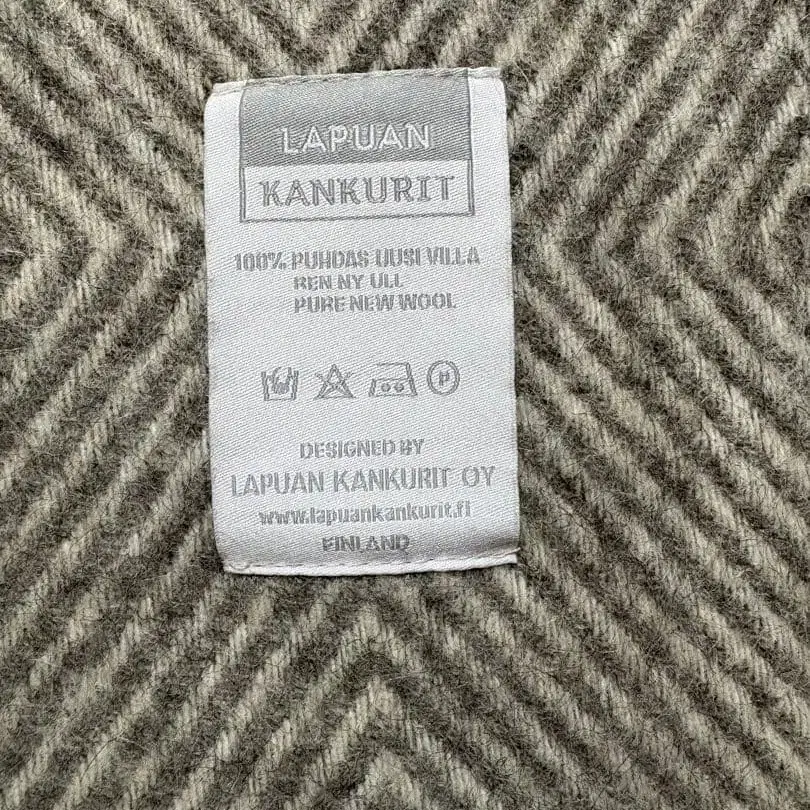 LAPUAN
KANKURIT
100% PUHDAS UUSI VILLA
REN NY ULL
PURE NEW WOOL
P
DESIGNED BY
LAPUAN KANKURIT OY
www.lapuankankurit.fi
FINLAND